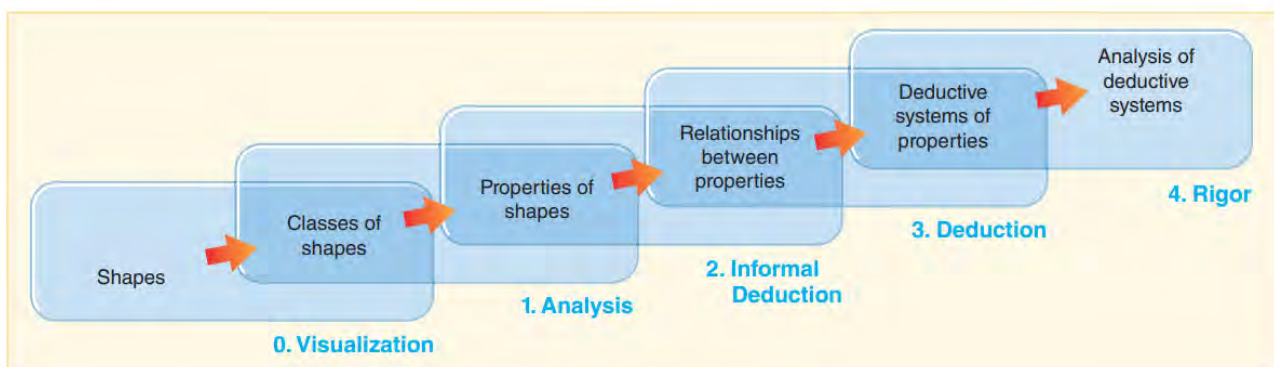 Shapes
Classes of
shapes
Properties of
shapes
Relationships
between
properties
Deductive
systems of
properties
Analysis of
deductive
systems
0. Visualization
1. Analysis
2. Informal
Deduction
3. Deduction
4. Rigor